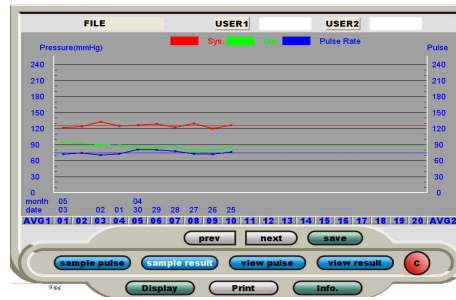 FILE USER1 USER2
Sys. Dia. Pulse Rate
Pressure(mmHg) Pulse
240 240
210 210
180 180
150 150
120 120
90 90
60 60
30 30
0 0
month 05 04
date 03 02 01 30 29 28 27 26 25
AVG1 01 02 03 04 05 06 07 08 09 10 11 12 13 14 15 16 17 18 19 20 AVG2
prev next save
sample pulse sample result view pulse view result C
Display Print Info.
9.jpg